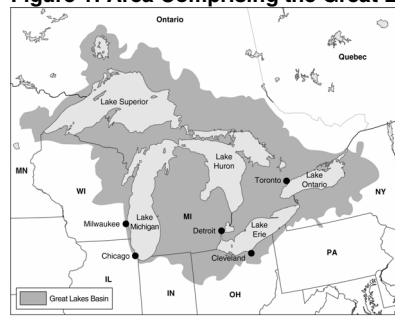 Figure 1: Area Comprising the Great L
Ontario
Quebec
Lake Superior
MN
Lake
Huron
Toronto
Lake
Ontario
WI
NY
MI
Milwaukee
Lake
Michigan
Detroit
Lake
Erie
Chicago
Cleveland
PA
IL
IN
OH
Great Lakes Basin